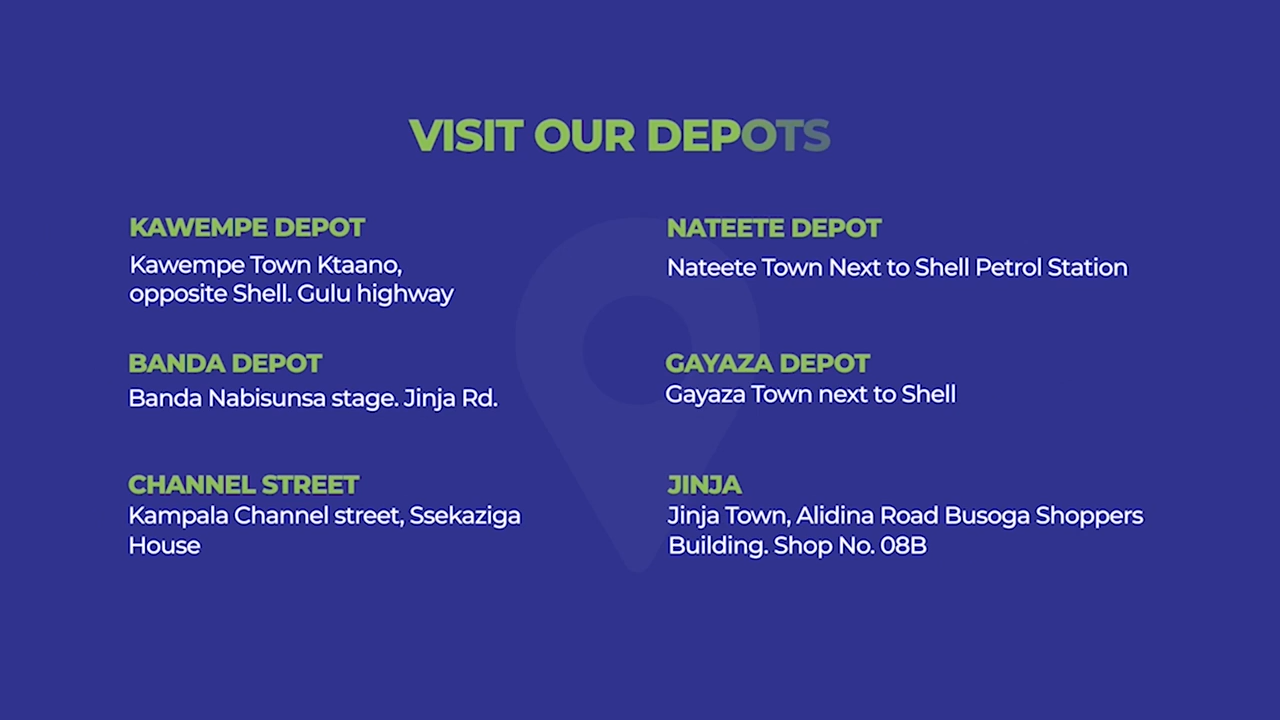 VISIT OUR DEPOTS
KAWEMPE DEPOT
Kawempe Town Ktaano,
opposite Shell. Gulu highway
BANDA DEPOT
Banda Nabisunsa stage. Jinja Rd.
CHANNEL STREET
Kampala Channel street, Ssekaziga
House
NATEETE DEPOT
Nateete Town Next to Shell Petrol Station
GAYAZA DEPOT
Gayaza Town next to Shell
JINJA
Jinja Town, Alidina Road Busoga Shoppers
Building. Shop No. 08B